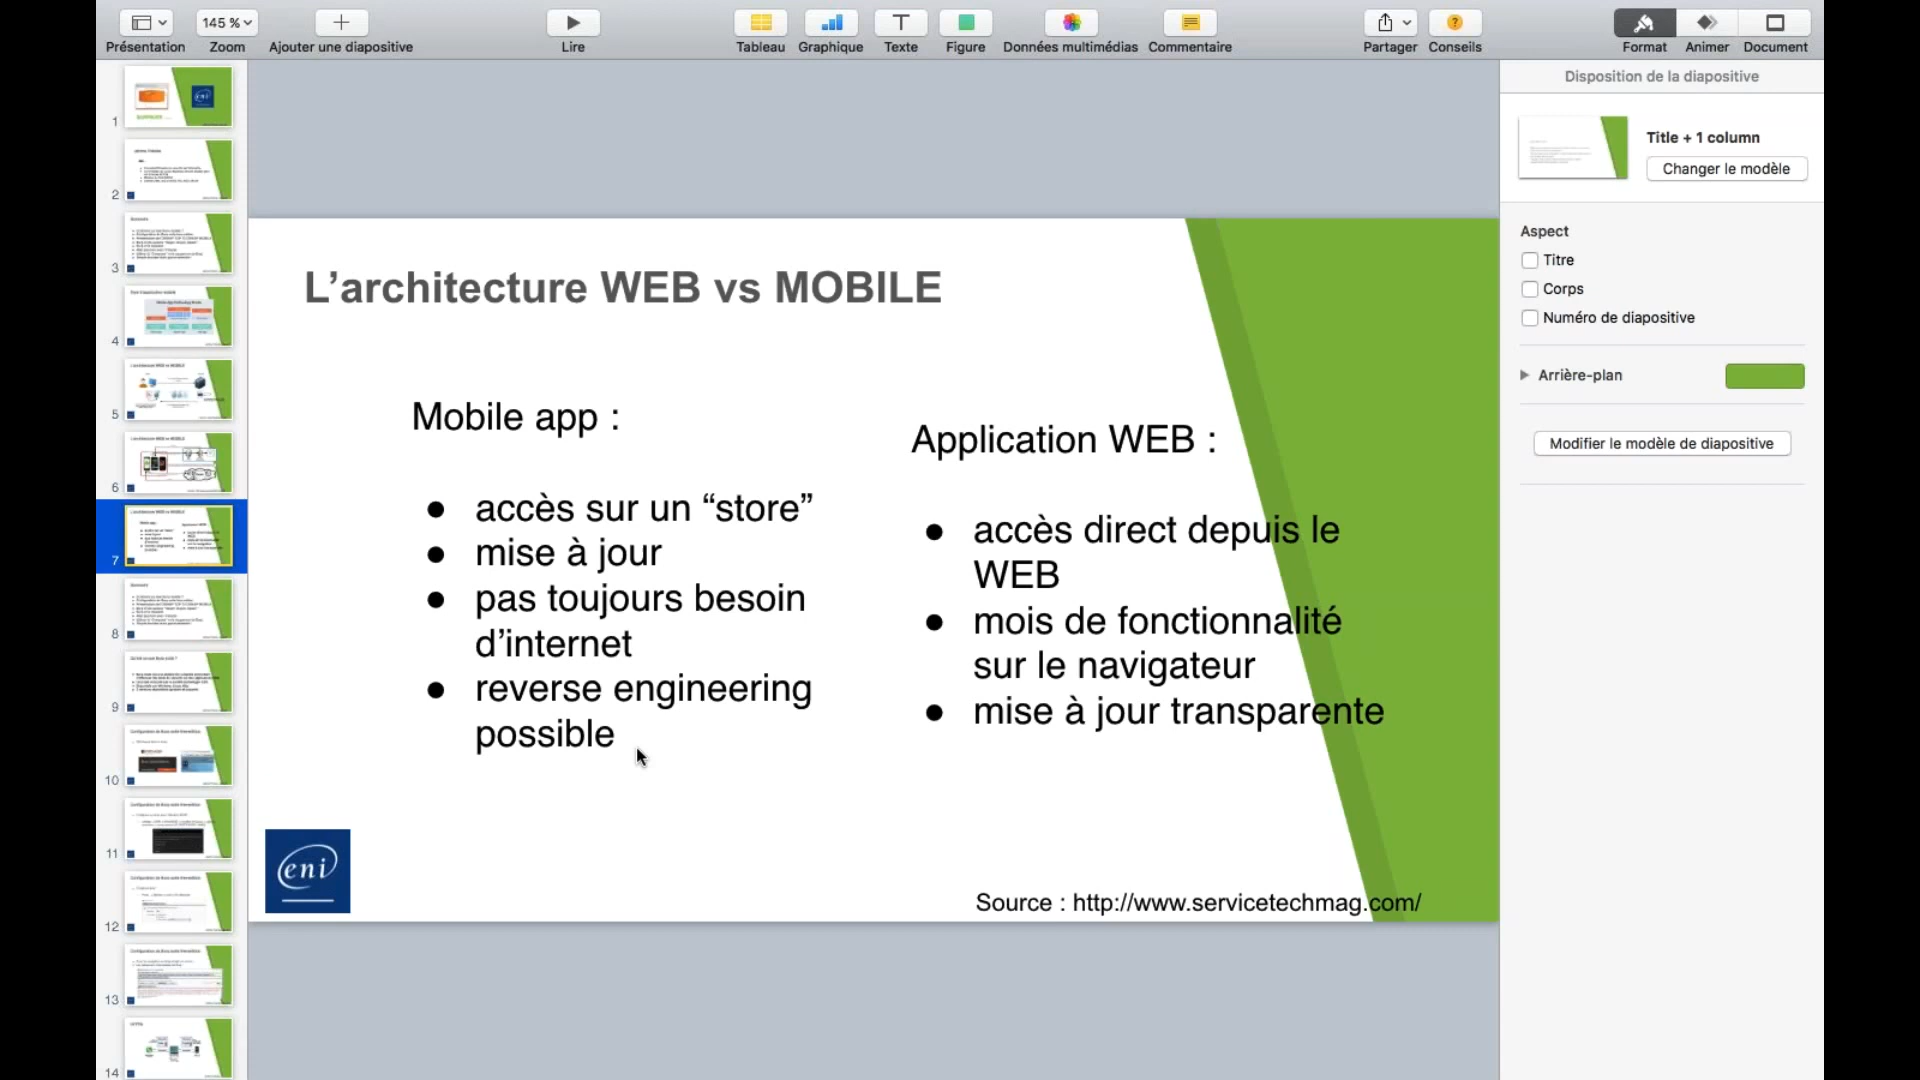 145 %
Présentation
Zoom
Ajouter une diapositive
Lire
Tableau
Graphique
Texte
Figure
Données multimédias
Commentaire
Partager
Conseils
Format
Animer
Document
1
2
3
4
5
6
7
8
9
10
11
12
13
14
L’architecture WEB vs MOBILE
Mobile app :
● accès sur un “store”
● mise à jour
● pas toujours besoin
d’internet
● reverse engineering
possible
Application WEB :
● accès direct depuis le
WEB
● mois de fonctionnalité
sur le navigateur
● mise à jour transparente
eni
Source : http://www.servicetechmag.com/
Disposition de la diapositive
Title + 1 column
Changer le modèle
Aspect
Titre
Corps
Numéro de diapositive
Arrière-plan
Modifier le modèle de diapositive